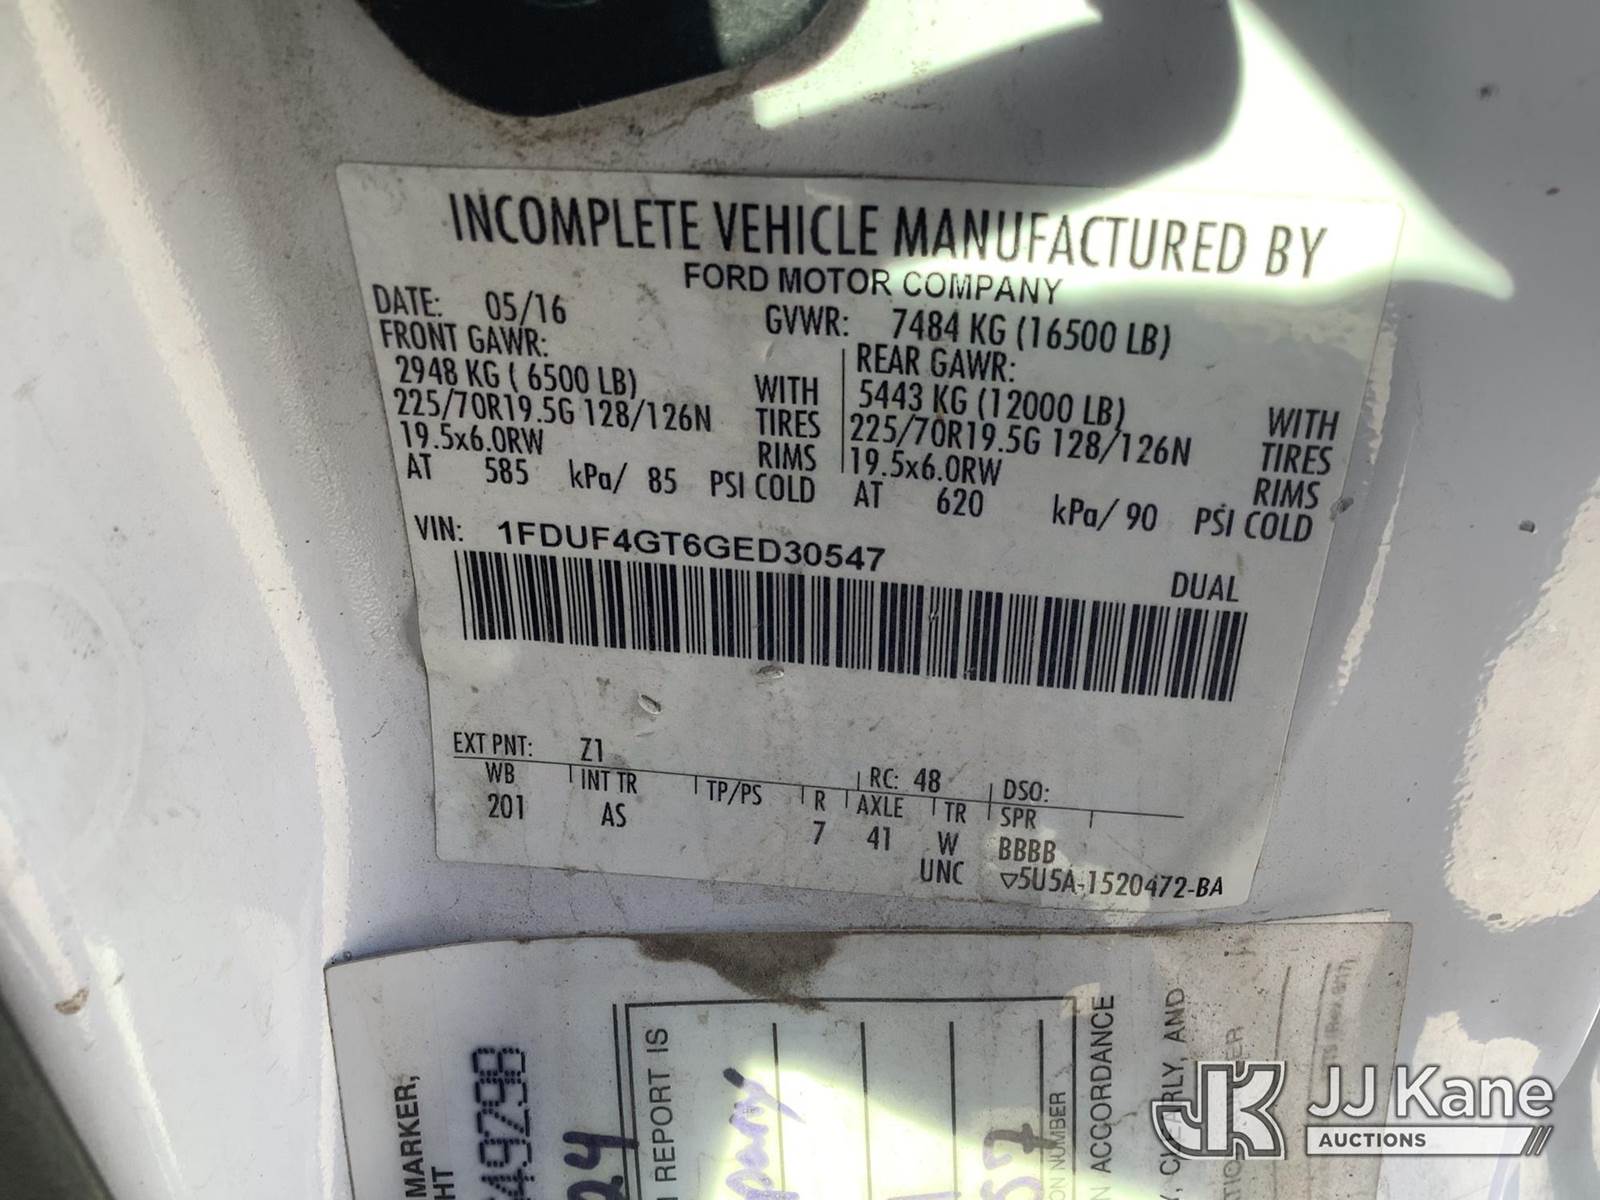 INCOMPLETE VEHICLE MANUFACTURED BY
FORD MOTOR COMPANY
DATE: 05/16 GVWR: 7484 KG (16500 LB)
FRONT GAWR: REAR GAWR:
2948 KG ( 6500 LB) WITH 5443 KG (12000 LB) WITH
225/70R19.5G 128/126N TIRES 225/70R19.5G 128/126N TIRES
19.5x6.0RW RIMS 19.5x6.0RW RIMS
AT 585 kPa/ 85 PSI COLD AT 620 kPa/ 90 PSI COLD
VIN: 1FDUF4GT6GED30547
DUAL
EXT PNT: Z1 RC: 48 DSO:
WB INT TR TP/PS R AXLE TR SPR
201 AS 7 41 W BBBB
UNC ▽5U5A-1520472-BA
MARKER,
REPORT IS
ACCORDANCE
AND
JJ Kane
AUCTIONS